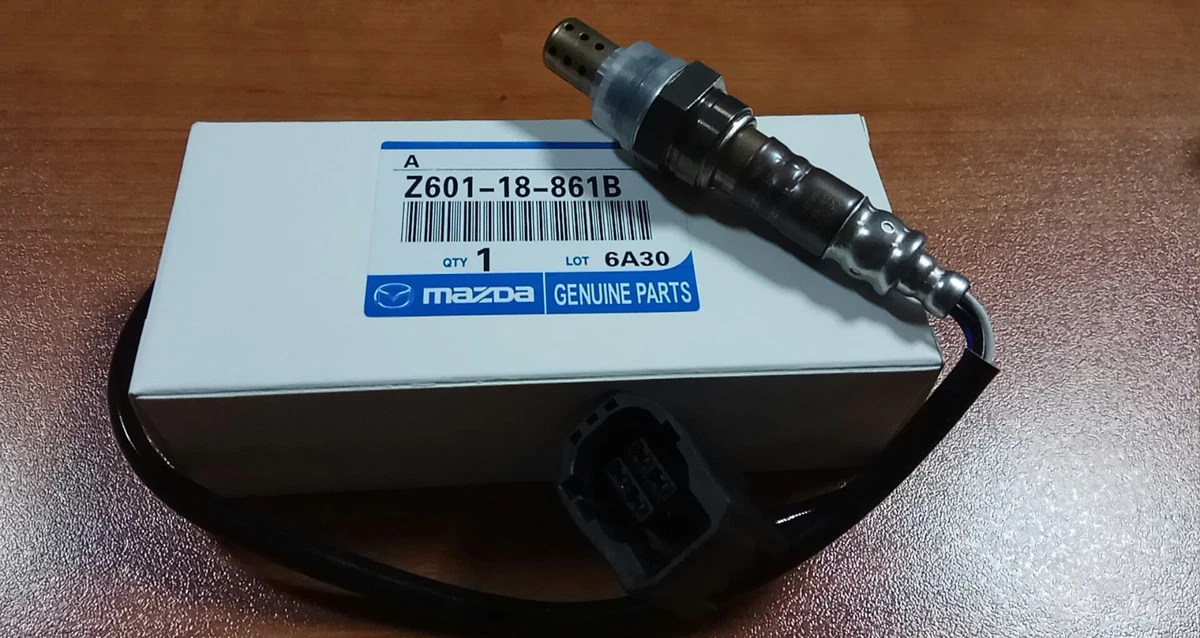 A
Z601-18-861B
QTY 1 LOT 6A30
mazda GENUINE PARTS